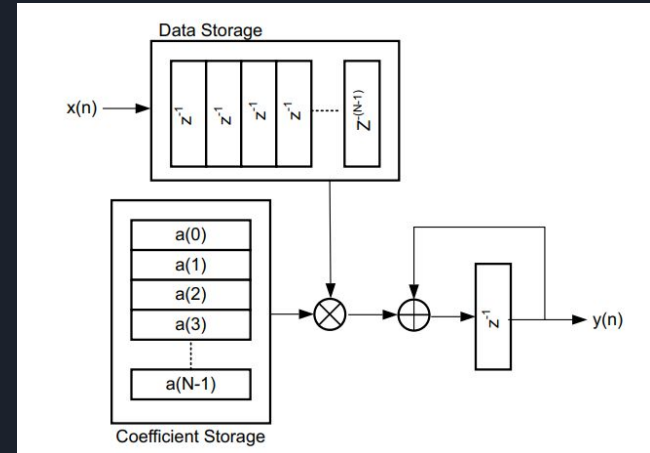 Data Storage
x(n)
z-1 z-1 z-1 z-1 Z-(N-1)
a(0)
a(1)
a(2)
a(3)
a(N-1)
z-1
y(n)
Coefficient Storage